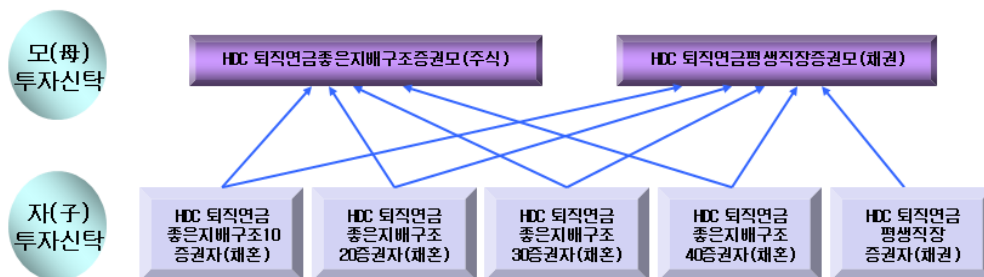 모(母)
투자신탁
HDC 퇴직연금좋은지배구조증권모(주식)
HDC 퇴직연금평생직장증권모(채권)
자(子)
투자신탁
HDC 퇴직연금
좋은지배구조10
증권자(채혼)
HDC 퇴직연금
좋은지배구조
20증권자(채혼)
HDC 퇴직연금
좋은지배구조
30증권자(채혼)
HDC 퇴직연금
좋은지배구조
40증권자(채혼)
HDC 퇴직연금
평생직장
증권자(채권)